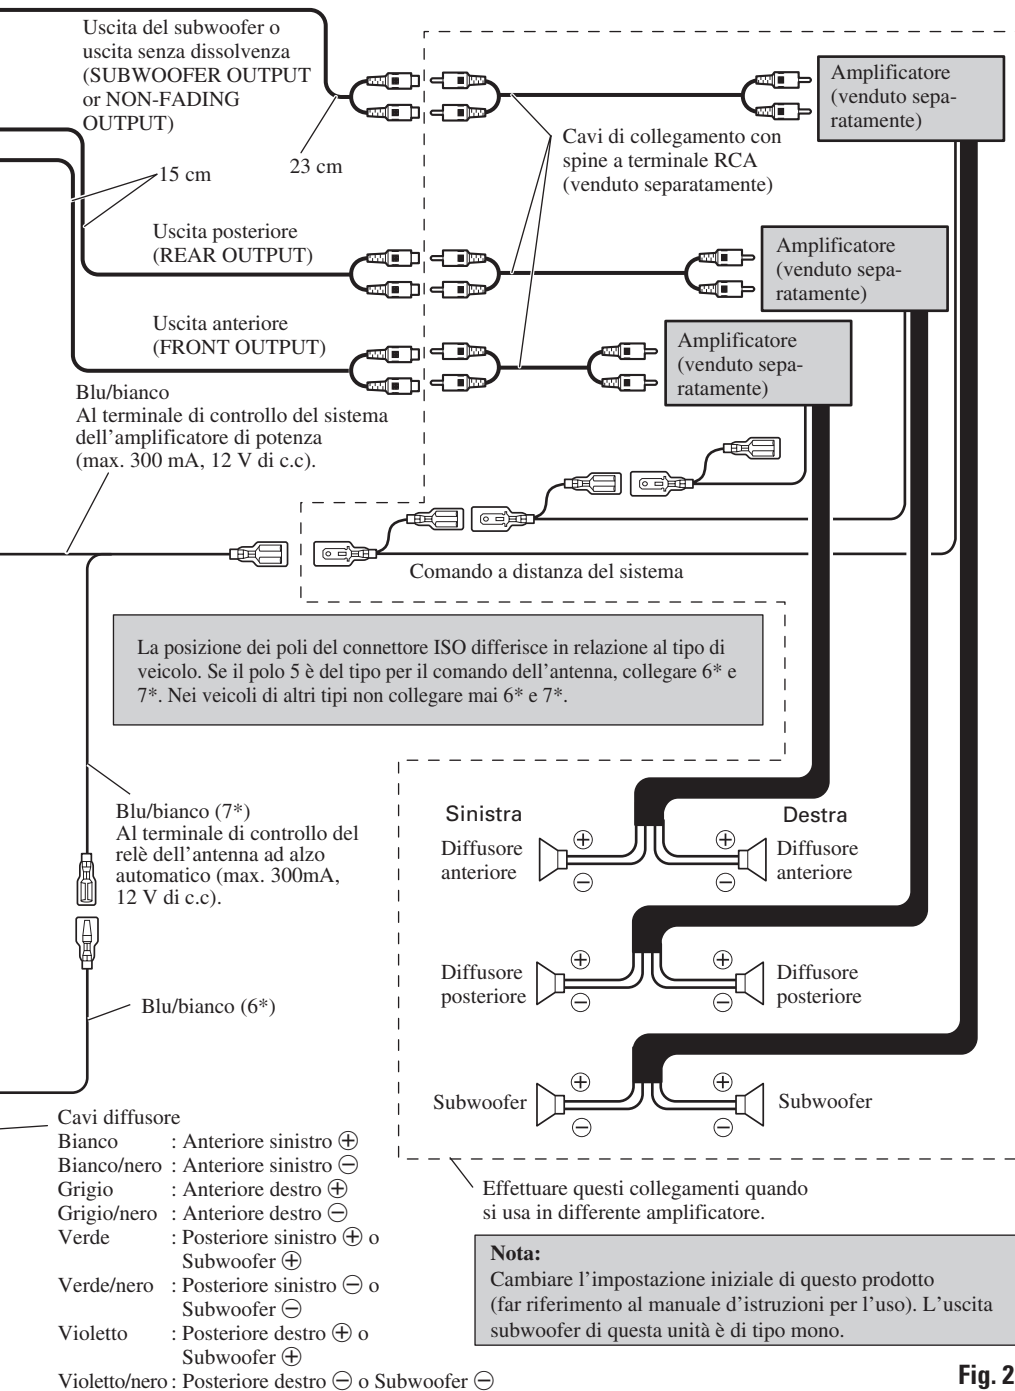 Uscita del subwoofer o
uscita senza dissolvenza
(SUBWOOFER OUTPUT
or NON-FADING
OUTPUT)
15 cm
23 cm
Cavi di collegamento con
spine a terminale RCA
(venduto separatamente)
Amplificatore
(venduto sepa-
ratamente)
Uscita posteriore
(REAR OUTPUT)
Amplificatore
(venduto sepa-
ratamente)
Uscita anteriore
(FRONT OUTPUT)
Amplificatore
(venduto sepa-
ratamente)
Blu/bianco
Al terminale di controllo del sistema
dell'amplificatore di potenza
(max. 300 mA, 12 V di c.c).
Comando a distanza del sistema
La posizione dei poli del connettore ISO differisce in relazione al tipo di
veicolo. Se il polo 5 è del tipo per il comando dell'antenna, collegare 6* e
7*. Nei veicoli di altri tipi non collegare mai 6* e 7*.
Blu/bianco (7*)
Al terminale di controllo del
relè dell'antenna ad alzo
automatico (max. 300mA,
12 V di c.c).
Blu/bianco (6*)
Sinistra
Destra
Diffusore
anteriore
⊕
⊖
⊕
⊖
Diffusore
anteriore
Diffusore
posteriore
⊕
⊖
⊕
⊖
Diffusore
posteriore
Subwoofer
⊕
⊖
⊕
⊖
Subwoofer
Cavi diffusore
Bianco : Anteriore sinistro ⊕
Bianco/nero : Anteriore sinistro ⊖
Grigio : Anteriore destro ⊕
Grigio/nero : Anteriore destro ⊖
Verde : Posteriore sinistro ⊕ o
Subwoofer ⊕
Verde/nero : Posteriore sinistro ⊖ o
Subwoofer ⊖
Violetto : Posteriore destro ⊕ o
Subwoofer ⊕
Violetto/nero : Posteriore destro ⊖ o Subwoofer ⊖
Effettuare questi collegamenti quando
si usa in differente amplificatore.
Nota:
Cambiare l'impostazione iniziale di questo prodotto
(far riferimento al manuale d'istruzioni per l'uso). L'uscita
subwoofer di questa unità è di tipo mono.
Fig. 2